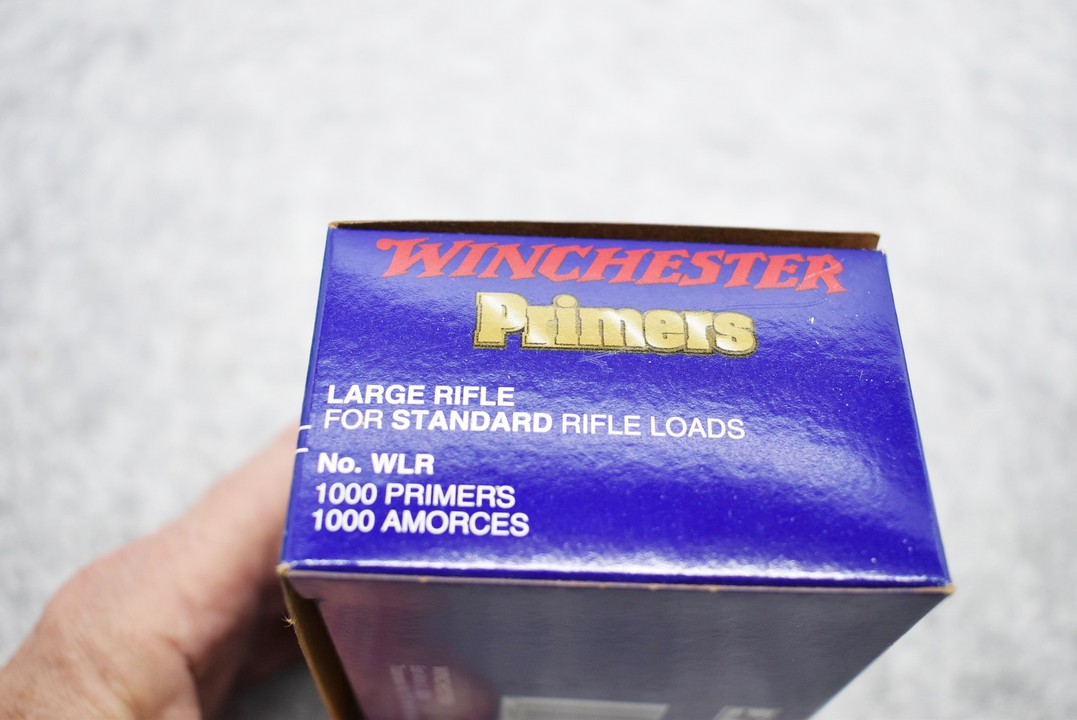 WINCHESTER
Primers
LARGE RIFLE
FOR STANDARD RIFLE LOADS
No. WLR
1000 PRIMERS
1000 AMORCES